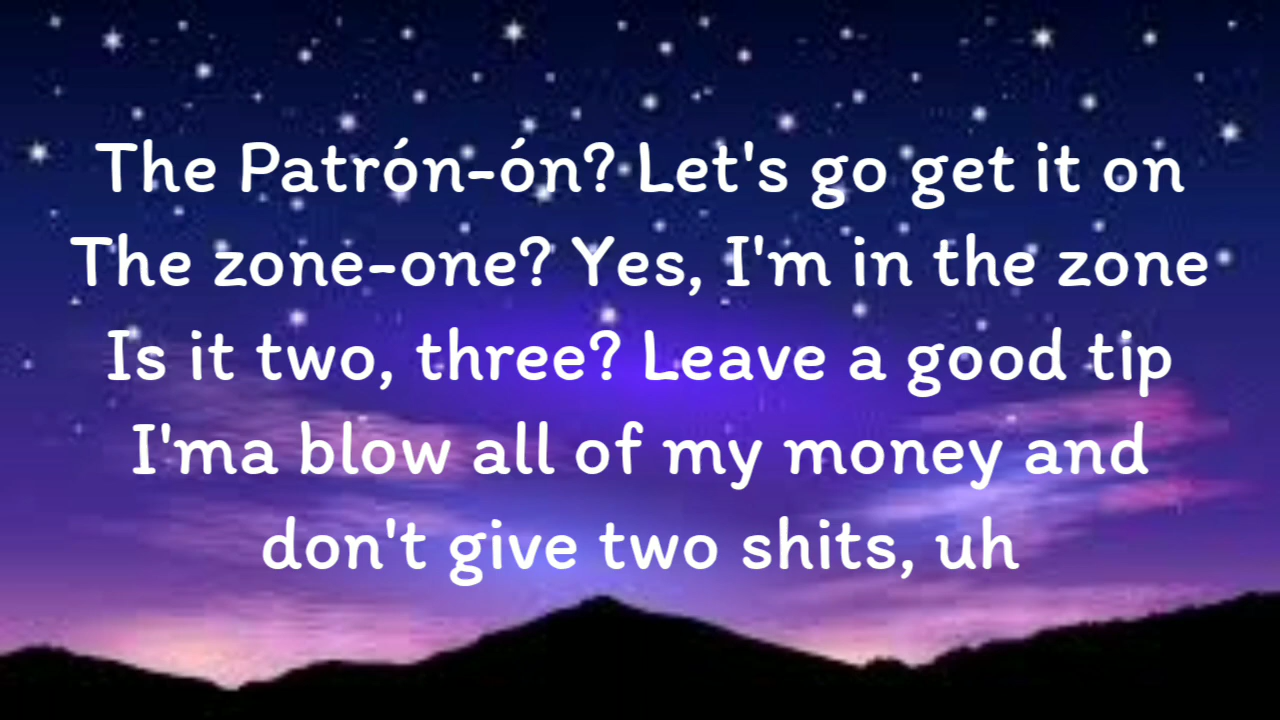 The Patrón-ón? Let's go get it on
The zone-one? Yes, I'm in the zone
Is it two, three? Leave a good tip
I'ma blow all of my money and
don't give two shits, uh